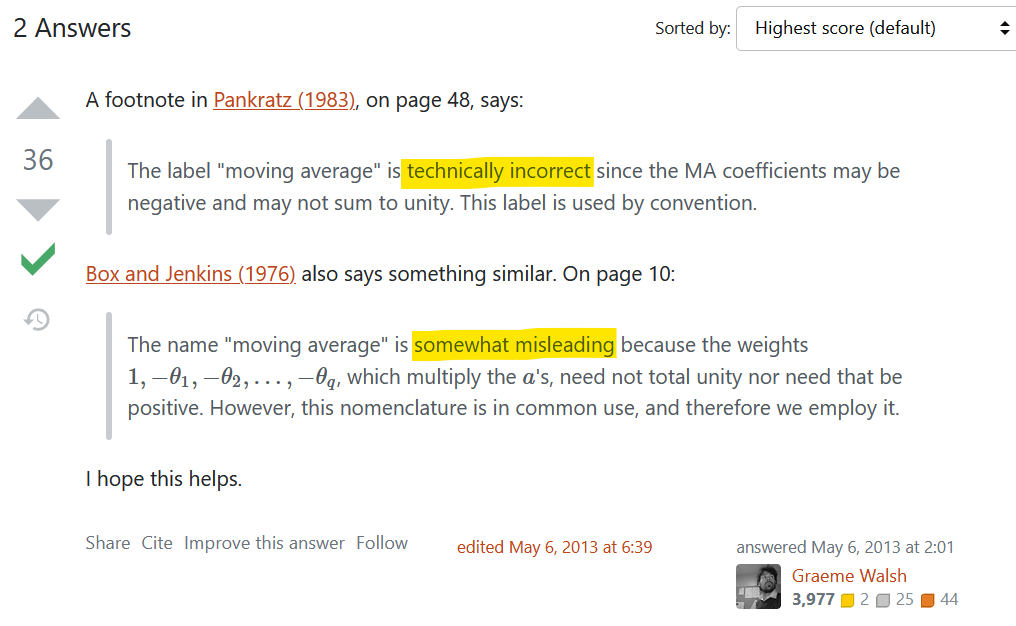 2 Answers
Sorted by:
Highest score (default)
A footnote in Pankratz (1983), on page 48, says:
36
The label "moving average" is technically incorrect since the MA coefficients may be
negative and may not sum to unity. This label is used by convention.
Box and Jenkins (1976) also says something similar. On page 10:
The name "moving average" is somewhat misleading because the weights
1, −θ₁, −θ₂, . . . , −θ_q, which multiply the a's, need not total unity nor need that be
positive. However, this nomenclature is in common use, and therefore we employ it.
I hope this helps.
Share Cite Improve this answer Follow
edited May 6, 2013 at 6:39
answered May 6, 2013 at 2:01
Graeme Walsh
3,977 2 25 44